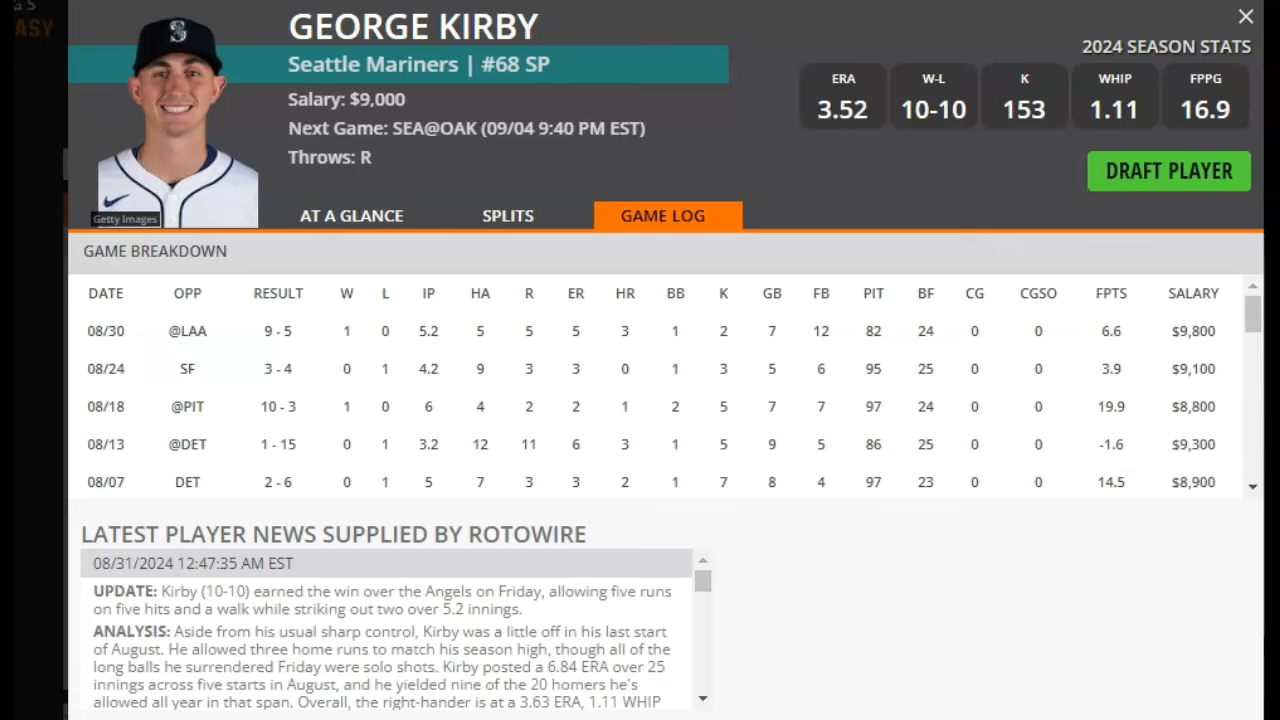 G'S
ASY
GEORGE KIRBY
Seattle Mariners | #68 SP
Salary: $9,000
Next Game: SEA@OAK (09/04 9:40 PM EST)
Throws: R
Getty Images
2024 SEASON STATS
ERA W-L K WHIP FPPG
3.52 10-10 153 1.11 16.9
DRAFT PLAYER
AT A GLANCE SPLITS GAME LOG
GAME BREAKDOWN
DATE OPP RESULT W L IP HA R ER HR BB K GB FB PIT BF CG CGSO FPTS SALARY
08/30 @LAA 9 - 5 1 0 5.2 5 5 5 3 1 2 7 12 82 24 0 0 6.6 $9,800
08/24 SF 3 - 4 0 1 4.2 9 3 3 0 1 3 5 6 95 25 0 0 3.9 $9,100
08/18 @PIT 10 - 3 1 0 6 4 2 2 1 2 5 7 7 97 24 0 0 19.9 $8,800
08/13 @DET 1 - 15 0 1 3.2 12 11 6 3 1 5 9 5 86 25 0 0 -1.6 $9,300
08/07 DET 2 - 6 0 1 5 7 3 3 2 1 7 8 4 97 23 0 0 14.5 $8,900
LATEST PLAYER NEWS SUPPLIED BY ROTOWIRE
08/31/2024 12:47:35 AM EST
UPDATE: Kirby (10-10) earned the win over the Angels on Friday, allowing five runs
on five hits and a walk while striking out two over 5.2 innings.
ANALYSIS: Aside from his usual sharp control, Kirby was a little off in his last start
of August. He allowed three home runs to match his season high, though all of the
long balls he surrendered Friday were solo shots. Kirby posted a 6.84 ERA over 25
innings across five starts in August, and he yielded nine of the 20 homers he's
allowed all year in that span. Overall, the right-hander is at a 3.63 ERA, 1.11 WHIP